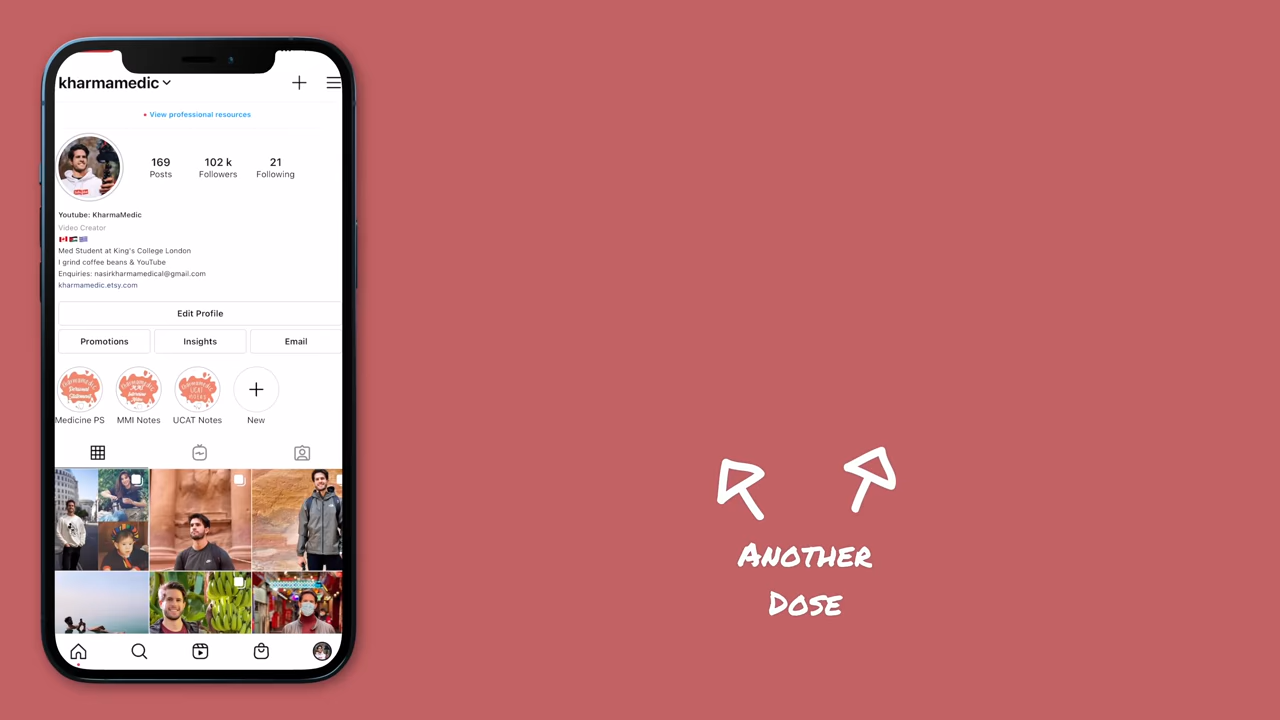 kharmamedic
View professional resources
169
102 k
21
Posts
Followers
Following
Youtube: KharmaMedic
Video Creator
Med Student at King's College London
I grind coffee beans & YouTube
Enquiries: nasirkharmamedical@gmail.com
kharmamedic.etsy.com
Edit Profile
Promotions
Insights
Email
Medicine PS
MMI Notes
UCAT Notes
New
ANOTHER
DOSE